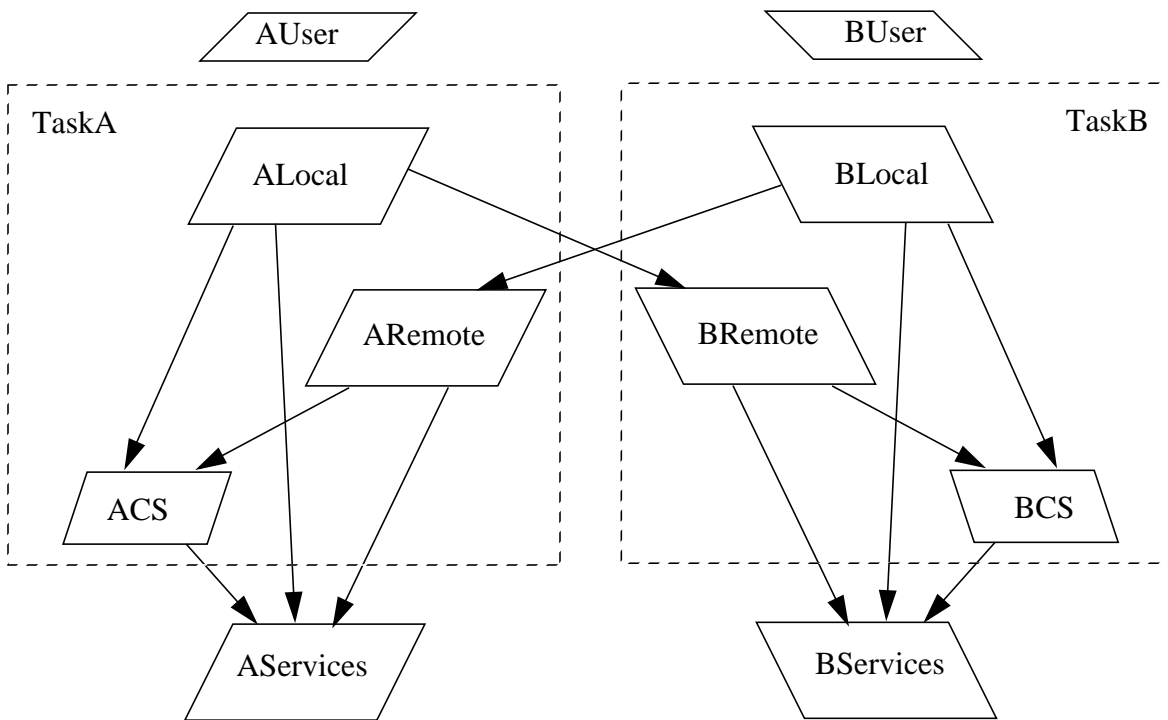 AUser
BUser
TaskA
TaskB
ALocal
BLocal
ARemote
BRemote
ACS
BCS
AServices
BServices